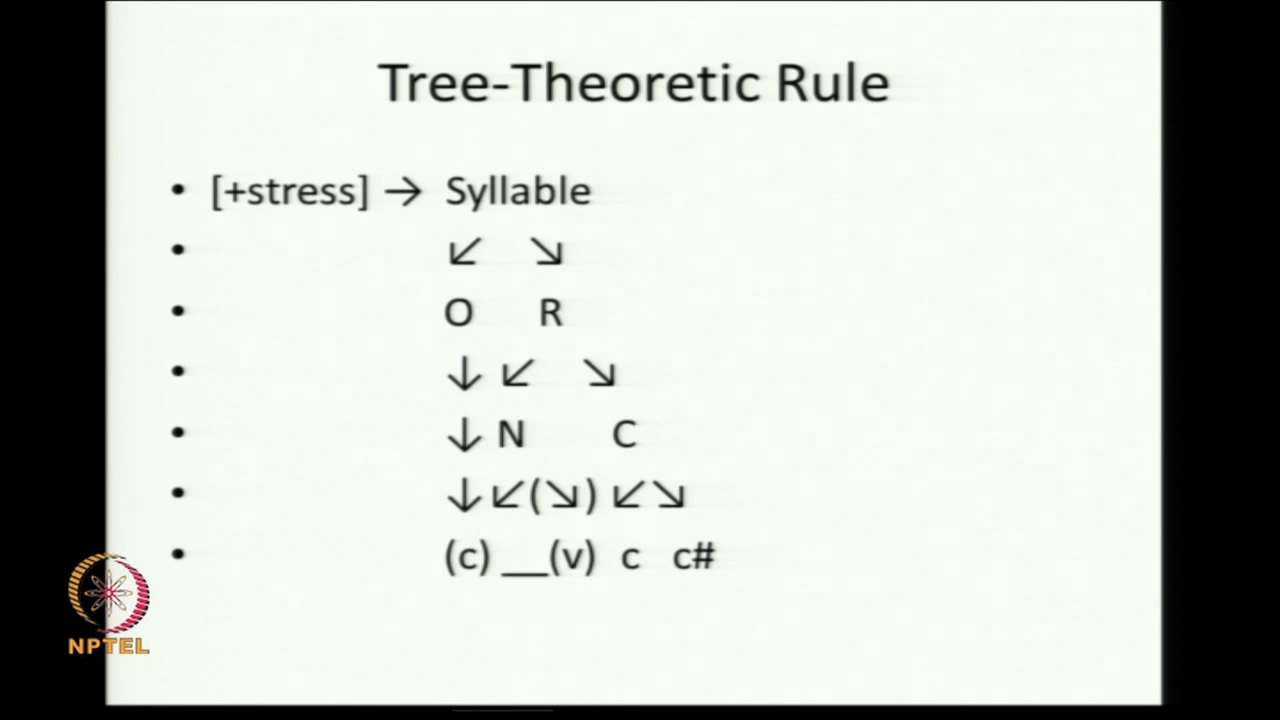 Tree-Theoretic Rule
• [+stress] → Syllable
• ↙ ↘
• O R
• ↓ ↙ ↘
• ↓ N C
• ↓ ↙ (↘) ↙ ↘
• (c) __(v) c c#
NPTEL